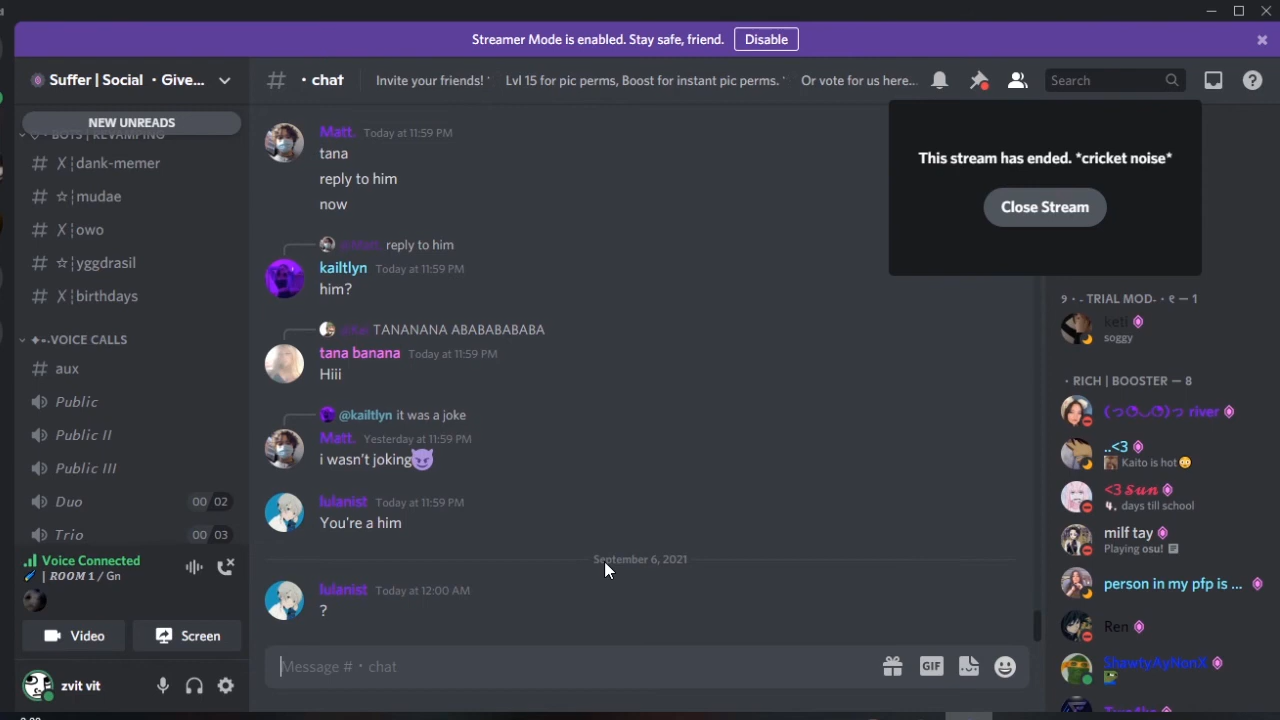 Streamer Mode is enabled. Stay safe, friend. Disable
Suffer | Social • Give...
# • chat Invite your friends! Lvl 15 for pic perms, Boost for instant pic perms. Or vote for us here... Search
NEW UNREADS
BOTS | REVAMPING
X¦dank-memer
☆¦mudae
X¦owo
☆¦yggdrasil
X¦birthdays
VOICE CALLS
aux
Public
Public II
Public III
Duo 00 02
Trio 00 03
Voice Connected
| ROOM 1 / Gn
Video Screen
zvit vit
Matt. Today at 11:59 PM
tana
reply to him
now
@Matt. reply to him
kailtlyn Today at 11:59 PM
him?
@Kai TANANANA ABABABABABA
tana banana Today at 11:59 PM
Hiii
@kailtlyn it was a joke
Matt. Yesterday at 11:59 PM
i wasn't joking😈
lulanist Today at 11:59 PM
You're a him
September 6, 2021
lulanist Today at 12:00 AM
?
Message # • chat GIF
This stream has ended. *cricket noise*
Close Stream
TRIAL MOD - 1
keti
soggy
• RICH | BOOSTER — 8
(っ◔◡◔)っ river
..<3
Kaito is hot😳
<3 Sun
4, days till school
milf tay
Playing osu!
person in my pfp is ...
Ren
ShawtyAyNonX